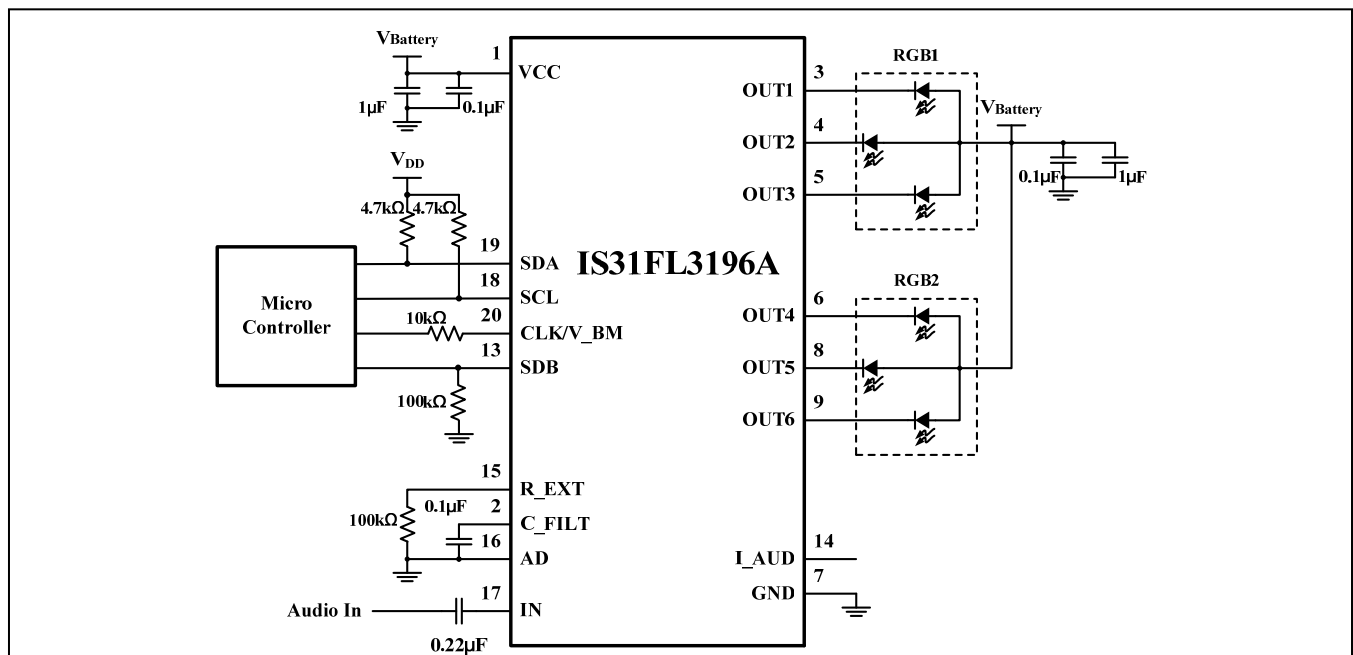 VBattery
1
VCC
1µF
0.1µF
VDD
4.7kΩ
4.7kΩ
Micro
Controller
19
SDA
18
SCL
10kΩ
20
CLK/V_BM
13
SDB
100kΩ
15
R_EXT
0.1µF
2
C_FILT
100kΩ
16
AD
17
Audio In
IN
0.22µF
IS31FL3196A
RGB1
3
OUT1
4
OUT2
5
OUT3
VBattery
0.1µF
1µF
RGB2
6
OUT4
8
OUT5
9
OUT6
14
I_AUD
7
GND